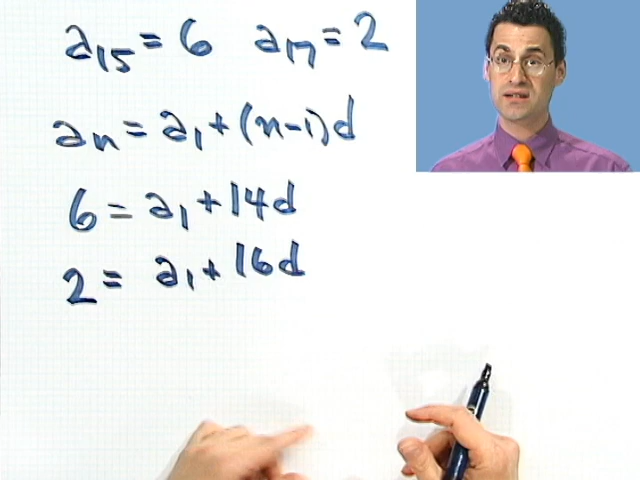 a₁₅ = 6  a₁₇ = 2
aₙ = a₁ + (n-1)d
6 = a₁ + 14d
2 = a₁ + 16d